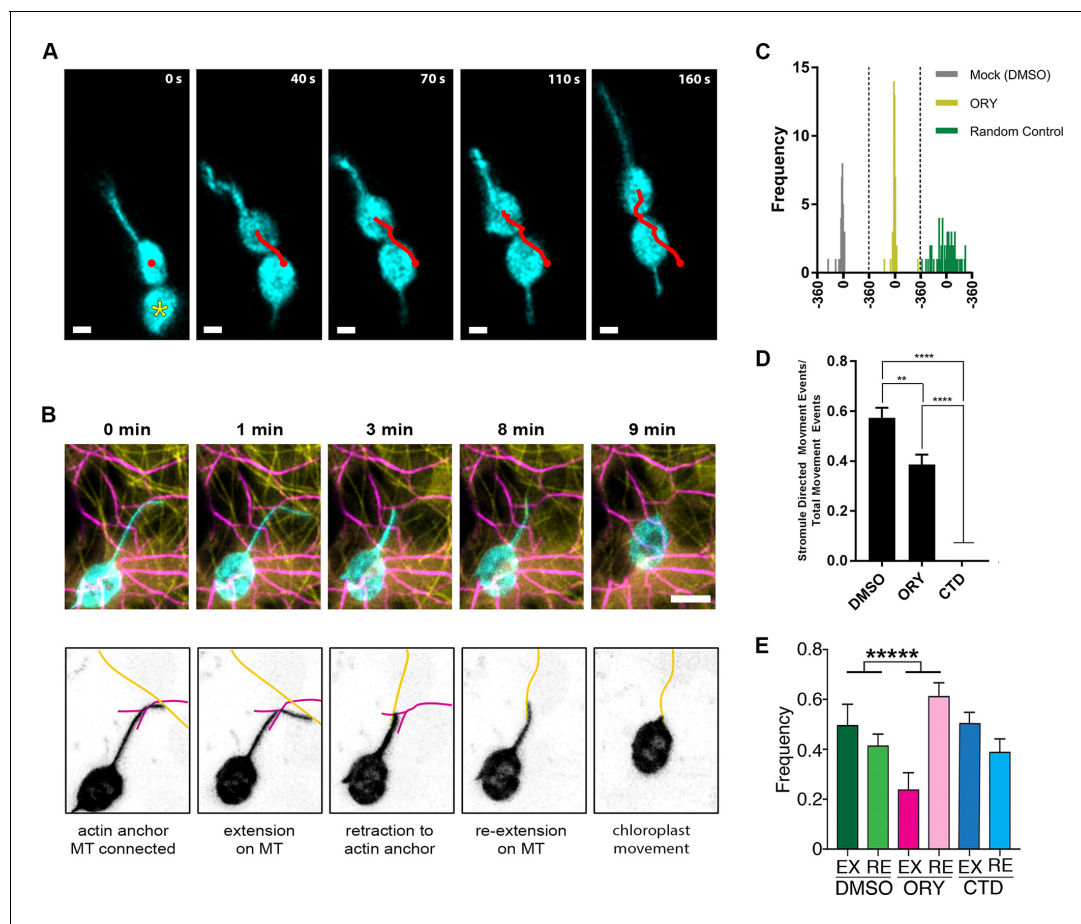 A
0 s
40 s
70 s
110 s
160 s
*
B
0 min
1 min
3 min
8 min
9 min
actin anchor
MT connected
extension
on MT
retraction to
actin anchor
re-extension
on MT
chloroplast
movement
C
15
10
5
0
Frequency
Mock (DMSO)
ORY
Random Control
-360
0
-360
0
-360
0
-360
D
0.8
0.6
0.4
0.2
0.0
Stromule Directed Movment Events/
Total Movement Events
****
**
****
DMSO
ORY
CTD
E
0.8
0.6
0.4
0.2
0
Frequency
*****
EX RE EX RE EX RE
DMSO ORY CTD